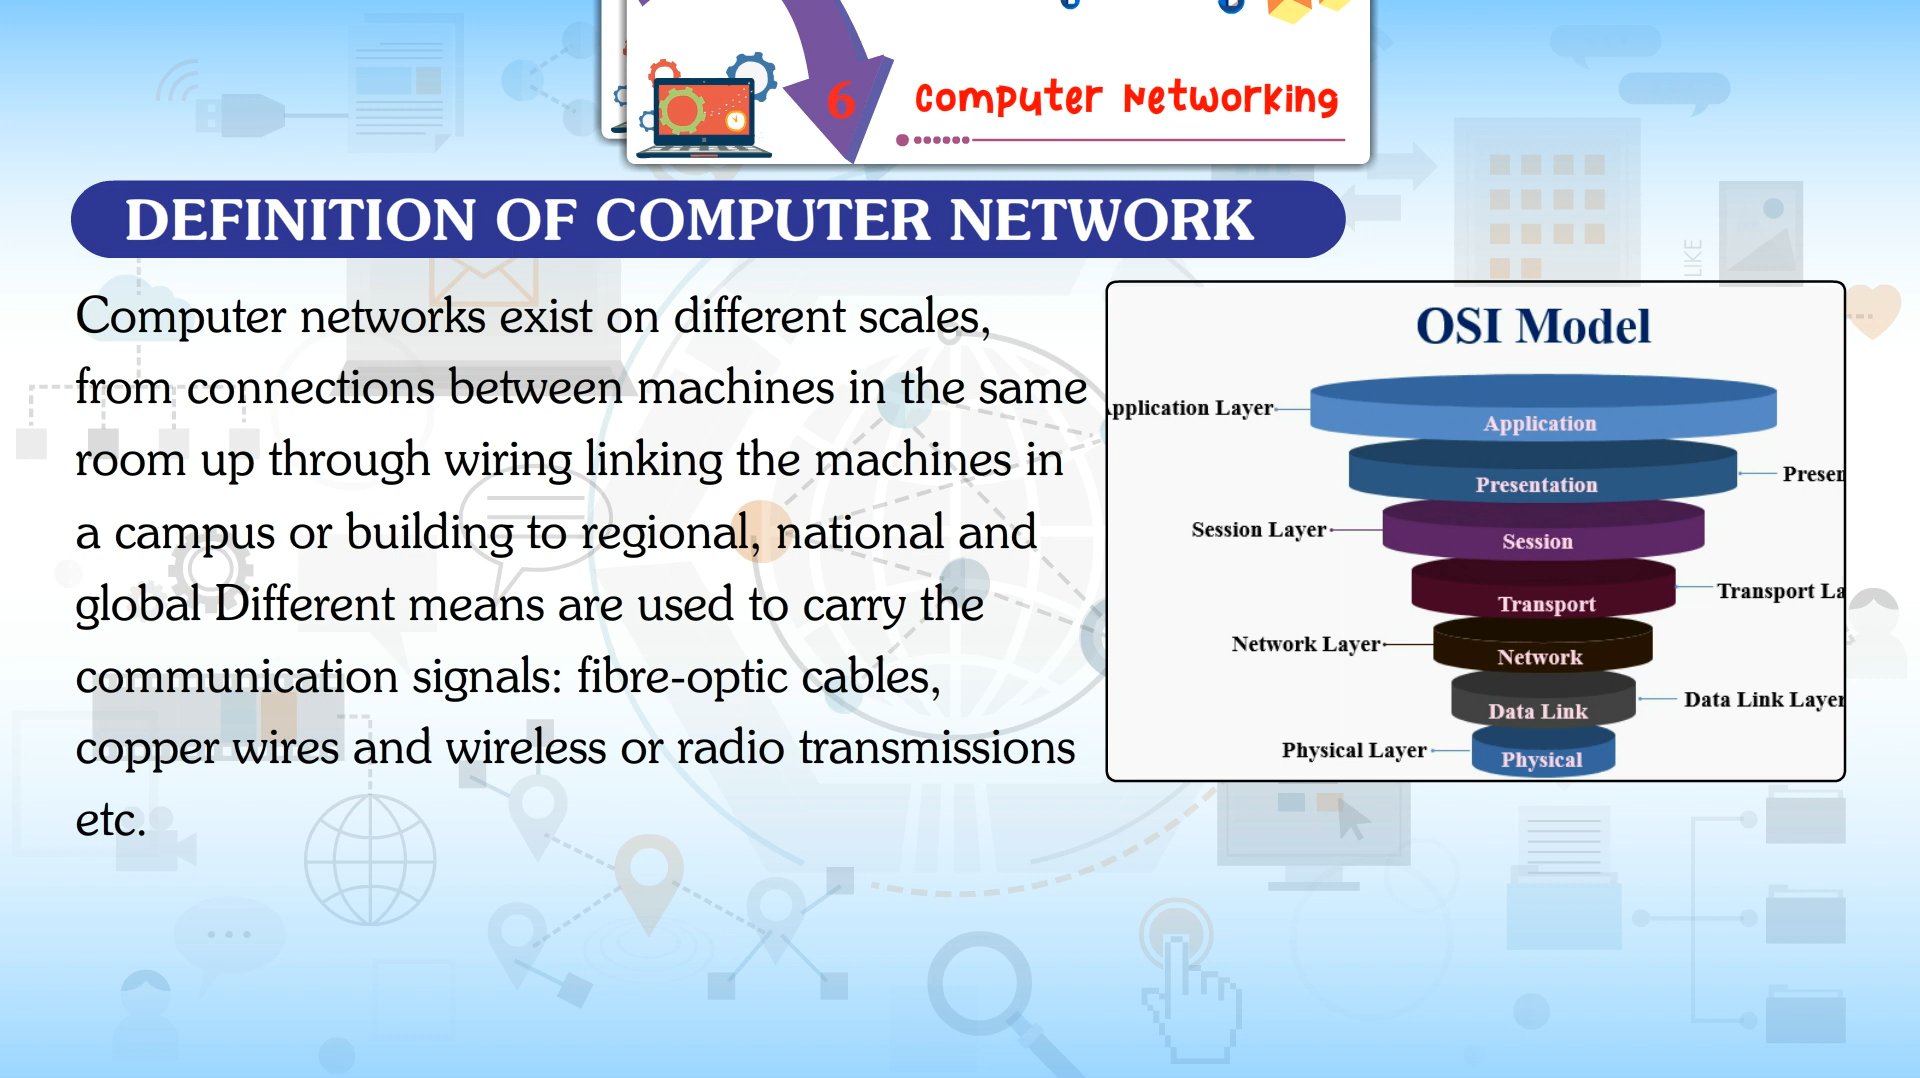 6
Computer Networking
DEFINITION OF COMPUTER NETWORK
Computer networks exist on different scales,
from connections between machines in the same
room up through wiring linking the machines in
a campus or building to regional, national and
global Different means are used to carry the
communication signals: fibre-optic cables,
copper wires and wireless or radio transmissions
etc.
OSI Model
Application Layer
Application
Presentation
Presen
Session Layer
Session
Transport
Transport La
Network Layer
Network
Data Link
Data Link Layer
Physical Layer
Physical
LIKE